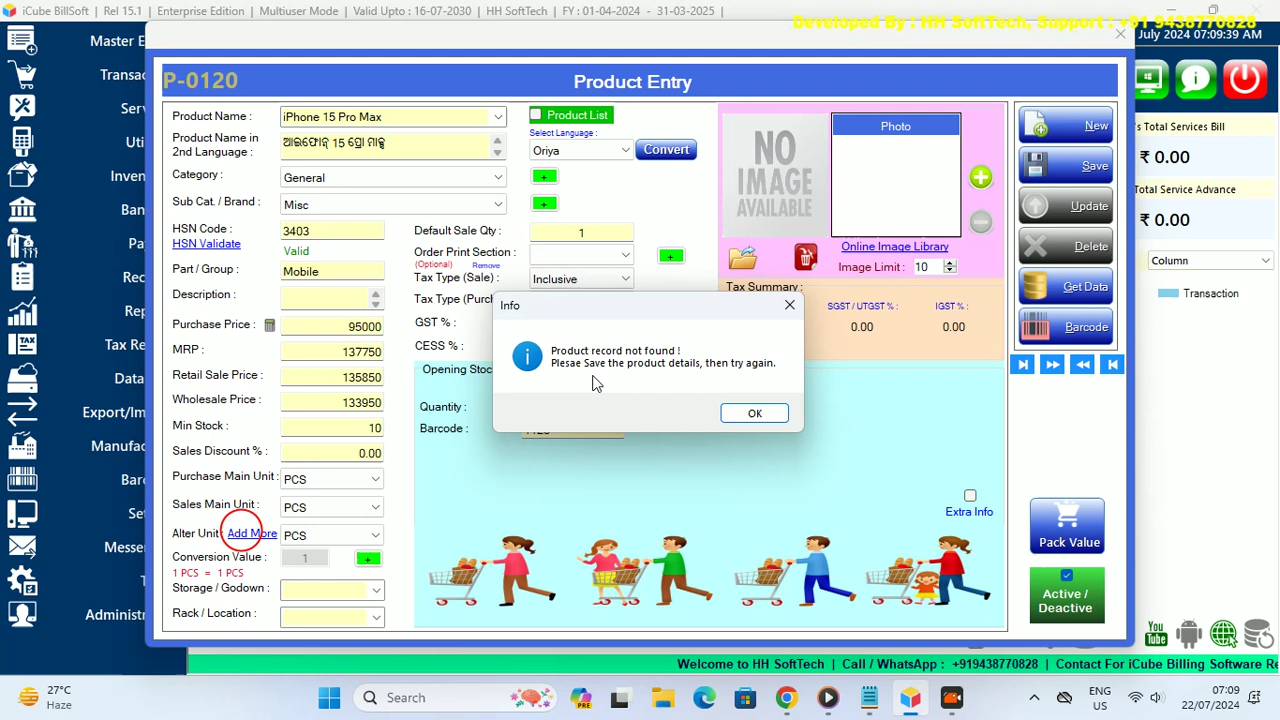 iCube BillSoft | Rel 15.1 | Enterprise Edition | Multiuser Mode | Valid Upto : 16-07-2030 | HH SoftTech | FY : 01-04-2024 - 31-03-
Developed By : HH SoftTech, Support : +91 9438770828
July 2024 07:09:39 AM
Master E
Transac
Serv
Uti
Inven
Ban
Pa
Rec
Rep
Tax Re
Data
Export/Im
Manufac
Barc
Set
Messen
T
Administ
P-0120
Product Entry
Product Name :
iPhone 15 Pro Max
Product List
Product Name in
2nd Language :
ଆଇଫୋନ୍ 15 ପ୍ରୋ ମାକ୍ସ
Select Language :
Oriya
Convert
Category :
General
+
Sub Cat. / Brand :
Misc
+
HSN Code :
3403
HSN Validate
Valid
Part / Group :
Mobile
Description :
Purchase Price :
95000
MRP :
137750
Retail Sale Price :
135850
Wholesale Price :
133950
Min Stock :
10
Sales Discount % :
0.00
Purchase Main Unit :
PCS
Sales Main Unit :
PCS
Alter Unit
Add More
PCS
Conversion Value :
1
+
1 PCS = 1 PCS
Storage / Godown :
Rack / Location :
Default Sale Qty :
1
Order Print Section :
(Optional)
Remove
+
Tax Type (Sale) :
Inclusive
Tax Type (Purch
GST % :
CESS % :
Opening Stoc
Quantity :
Barcode :
NO
IMAGE
AVAILABLE
Photo
Online Image Library
Image Limit :
10
Tax Summary :
SGST / UTGST % :
IGST % :
0.00
0.00
Info
Product record not found !
Plesae Save the product details, then try again.
OK
Extra Info
New
Save
Update
Delete
Get Data
Barcode
Pack Value
Active /
Deactive
's Total Services Bill
₹ 0.00
Total Service Advance
₹ 0.00
Column
Transaction
You
Tube
Welcome to HH SoftTech | Call / WhatsApp : +919438770828 | Contact For iCube Billing Software Re
27°C
Haze
Search
PRE
ENG
US
07:09
22/07/2024